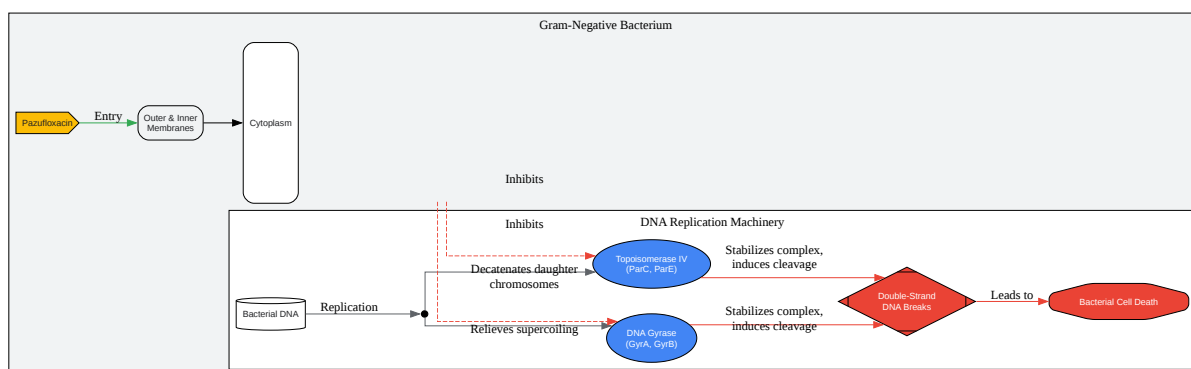 Gram-Negative Bacterium
Pazufloxacin
Entry
Outer & Inner
Membranes
Cytoplasm
Inhibits
DNA Replication Machinery
Inhibits
Topoisomerase IV
(ParC, ParE)
Stabilizes complex,
induces cleavage
Decatenates daughter
chromosomes
Bacterial DNA
Replication
Relieves supercoiling
DNA Gyrase
(GyrA, GyrB)
Stabilizes complex,
induces cleavage
Double-Strand
DNA Breaks
Leads to
Bacterial Cell Death